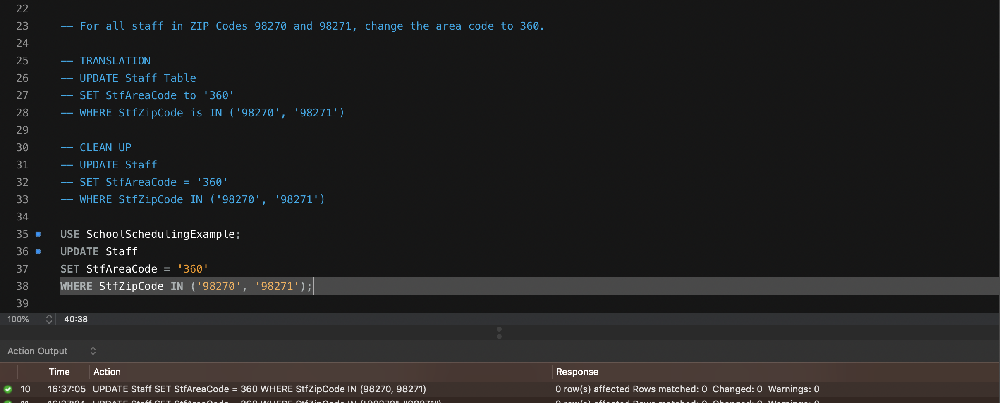 22
23 -- For all staff in ZIP Codes 98270 and 98271, change the area code to 360.
24
25 -- TRANSLATION
26 -- UPDATE Staff Table
27 -- SET StfAreaCode to '360'
28 -- WHERE StfZipCode is IN ('98270', '98271')
29
30 -- CLEAN UP
31 -- UPDATE Staff
32 -- SET StfAreaCode = '360'
33 -- WHERE StfZipCode IN ('98270', '98271')
34
35 USE SchoolSchedulingExample;
36 UPDATE Staff
37 SET StfAreaCode = '360'
38 WHERE StfZipCode IN ('98270', '98271');
39
100% 40:38
Action Output
Time Action Response
10 16:37:05 UPDATE Staff SET StfAreaCode = 360 WHERE StfZipCode IN (98270, 98271) 0 row(s) affected Rows matched: 0 Changed: 0 Warnings: 0
11 16:37:24 UPDATE Staff SET StfAreaCode = 360 WHERE StfZipCode IN ("98270", "98271") 0 row(s) affected Rows matched: 0 Changed: 0 Warnings: 0